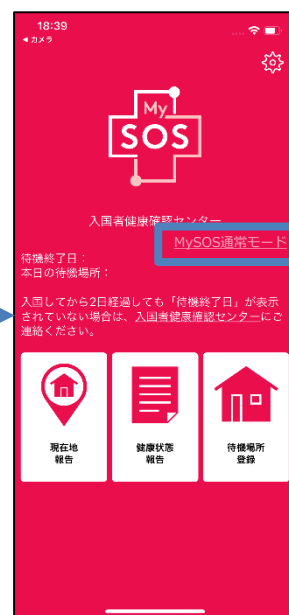 18:39
◀ カメラ
My
SOS
入国者健康確認センター
MySOS通常モード
待機終了日：
本日の待機場所：
入国してから2日経過しても「待機終了日」が表示
されていない場合は、入国者健康確認センターにご
連絡ください。
現在地
報告
健康状態
報告
待機場所
登録